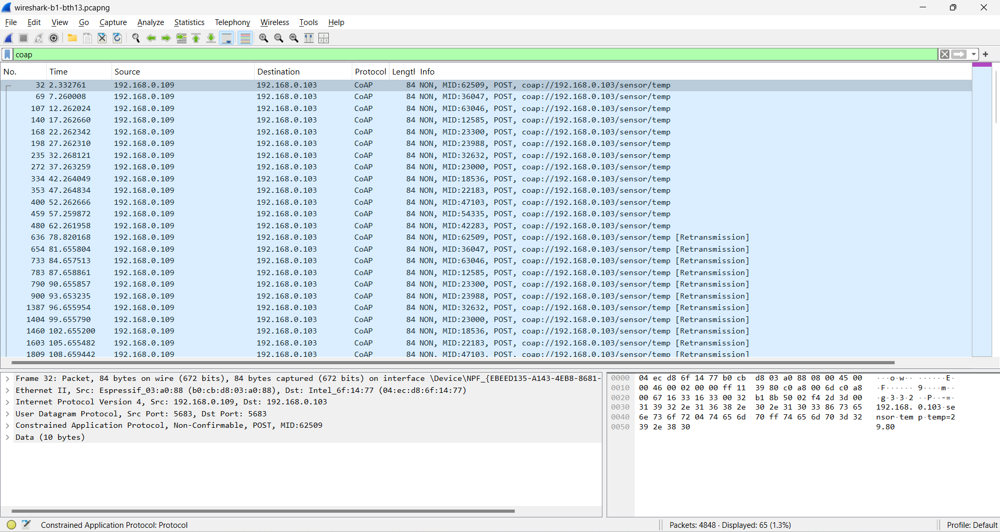 wireshark-b1-bth13.pcapng
File Edit View Go Capture Analyze Statistics Telephony Wireless Tools Help
coap
No. Time Source Destination Protocol Lengtl Info
32 2.332761 192.168.0.109 192.168.0.103 CoAP 84 NON, MID:62509, POST, coap://192.168.0.103/sensor/temp
69 7.260008 192.168.0.109 192.168.0.103 CoAP 84 NON, MID:36047, POST, coap://192.168.0.103/sensor/temp
107 12.262024 192.168.0.109 192.168.0.103 CoAP 84 NON, MID:63046, POST, coap://192.168.0.103/sensor/temp
140 17.262660 192.168.0.109 192.168.0.103 CoAP 84 NON, MID:12585, POST, coap://192.168.0.103/sensor/temp
168 22.262342 192.168.0.109 192.168.0.103 CoAP 84 NON, MID:23300, POST, coap://192.168.0.103/sensor/temp
198 27.262310 192.168.0.109 192.168.0.103 CoAP 84 NON, MID:23988, POST, coap://192.168.0.103/sensor/temp
235 32.268121 192.168.0.109 192.168.0.103 CoAP 84 NON, MID:32632, POST, coap://192.168.0.103/sensor/temp
272 37.263259 192.168.0.109 192.168.0.103 CoAP 84 NON, MID:23000, POST, coap://192.168.0.103/sensor/temp
334 42.264049 192.168.0.109 192.168.0.103 CoAP 84 NON, MID:18536, POST, coap://192.168.0.103/sensor/temp
353 47.264834 192.168.0.109 192.168.0.103 CoAP 84 NON, MID:22183, POST, coap://192.168.0.103/sensor/temp
400 52.262666 192.168.0.109 192.168.0.103 CoAP 84 NON, MID:47103, POST, coap://192.168.0.103/sensor/temp
459 57.259872 192.168.0.109 192.168.0.103 CoAP 84 NON, MID:54335, POST, coap://192.168.0.103/sensor/temp
480 62.261958 192.168.0.109 192.168.0.103 CoAP 84 NON, MID:42283, POST, coap://192.168.0.103/sensor/temp
636 78.820168 192.168.0.109 192.168.0.103 CoAP 84 NON, MID:62509, POST, coap://192.168.0.103/sensor/temp [Retransmission]
654 81.655804 192.168.0.109 192.168.0.103 CoAP 84 NON, MID:36047, POST, coap://192.168.0.103/sensor/temp [Retransmission]
733 84.657513 192.168.0.109 192.168.0.103 CoAP 84 NON, MID:63046, POST, coap://192.168.0.103/sensor/temp [Retransmission]
783 87.658861 192.168.0.109 192.168.0.103 CoAP 84 NON, MID:12585, POST, coap://192.168.0.103/sensor/temp [Retransmission]
790 90.655857 192.168.0.109 192.168.0.103 CoAP 84 NON, MID:23300, POST, coap://192.168.0.103/sensor/temp [Retransmission]
900 93.653235 192.168.0.109 192.168.0.103 CoAP 84 NON, MID:23988, POST, coap://192.168.0.103/sensor/temp [Retransmission]
1387 96.655954 192.168.0.109 192.168.0.103 CoAP 84 NON, MID:32632, POST, coap://192.168.0.103/sensor/temp [Retransmission]
1404 99.655790 192.168.0.109 192.168.0.103 CoAP 84 NON, MID:23000, POST, coap://192.168.0.103/sensor/temp [Retransmission]
1460 102.655200 192.168.0.109 192.168.0.103 CoAP 84 NON, MID:18536, POST, coap://192.168.0.103/sensor/temp [Retransmission]
1603 105.655482 192.168.0.109 192.168.0.103 CoAP 84 NON, MID:22183, POST, coap://192.168.0.103/sensor/temp [Retransmission]
1809 108.659442 192.168.0.109 192.168.0.103 CoAP 84 NON, MID:47103, POST, coap://192.168.0.103/sensor/temp [Retransmission]
Frame 32: Packet, 84 bytes on wire (672 bits), 84 bytes captured (672 bits) on interface \Device\NPF_{EBEED135-A143-4EB8-8681-
Ethernet II, Src: Espressif_03:a0:88 (b0:cb:d8:03:a0:88), Dst: Intel_6f:14:77 (04:ec:d8:6f:14:77)
Internet Protocol Version 4, Src: 192.168.0.109, Dst: 192.168.0.103
User Datagram Protocol, Src Port: 5683, Dst Port: 5683
Constrained Application Protocol, Non-Confirmable, POST, MID:62509
Data (10 bytes)
0000 04 ec d8 6f 14 77 b0 cb d8 03 a0 88 08 00 45 00 ···o·w·· ······E·
0010 00 46 00 02 00 00 ff 11 39 80 c0 a8 00 6d c0 a8 ·F······ 9····m··
0020 00 67 16 33 16 33 00 32 b1 8b 50 02 f4 2d 3d 00 ·g·3·3·2 ··P··-=·
0030 31 39 32 2e 31 36 38 2e 30 2e 31 30 33 86 73 65 192.168. 0.103·se
0040 6e 73 6f 72 04 74 65 6d 70 ff 74 65 6d 70 3d 32 nsor·tem p·temp=2
0050 39 2e 38 30 9.80
Constrained Application Protocol: Protocol
Packets: 4848 · Displayed: 65 (1.3%)
Profile: Default